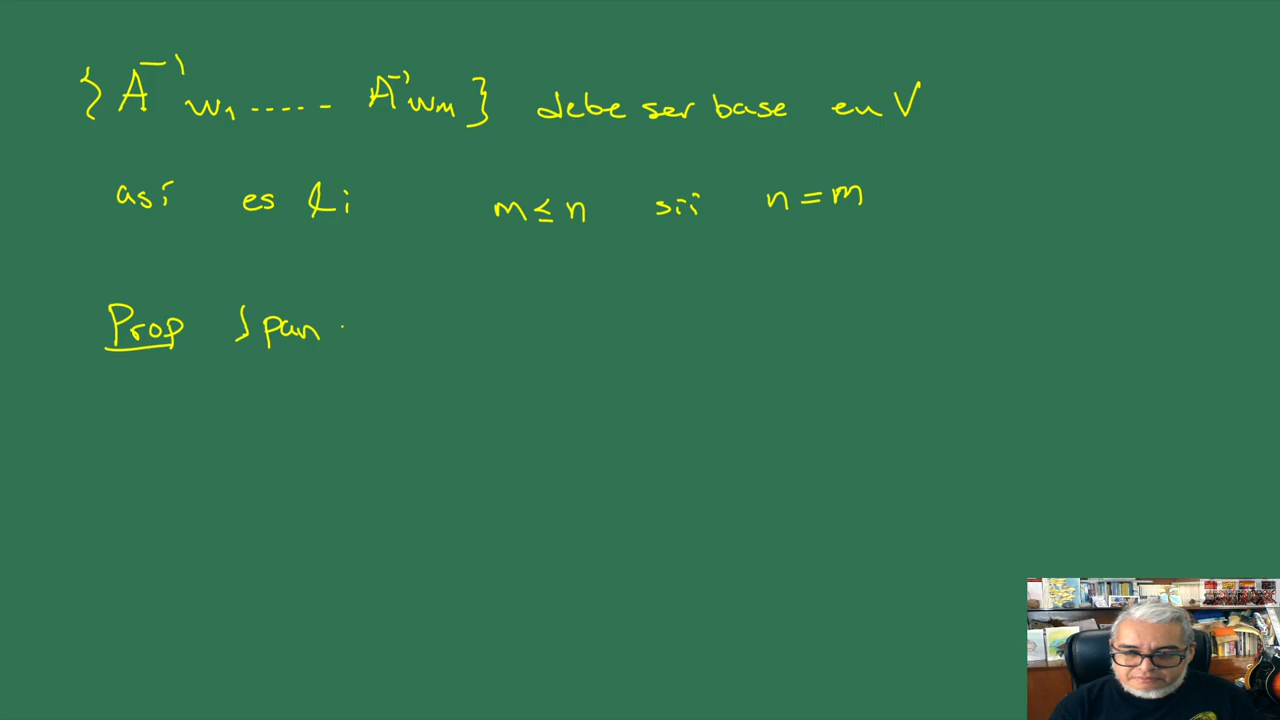 {A⁻¹w₁ ..... A⁻¹wₘ} debe ser base en V
así es li m ≤ n sii n = m
Prop Span